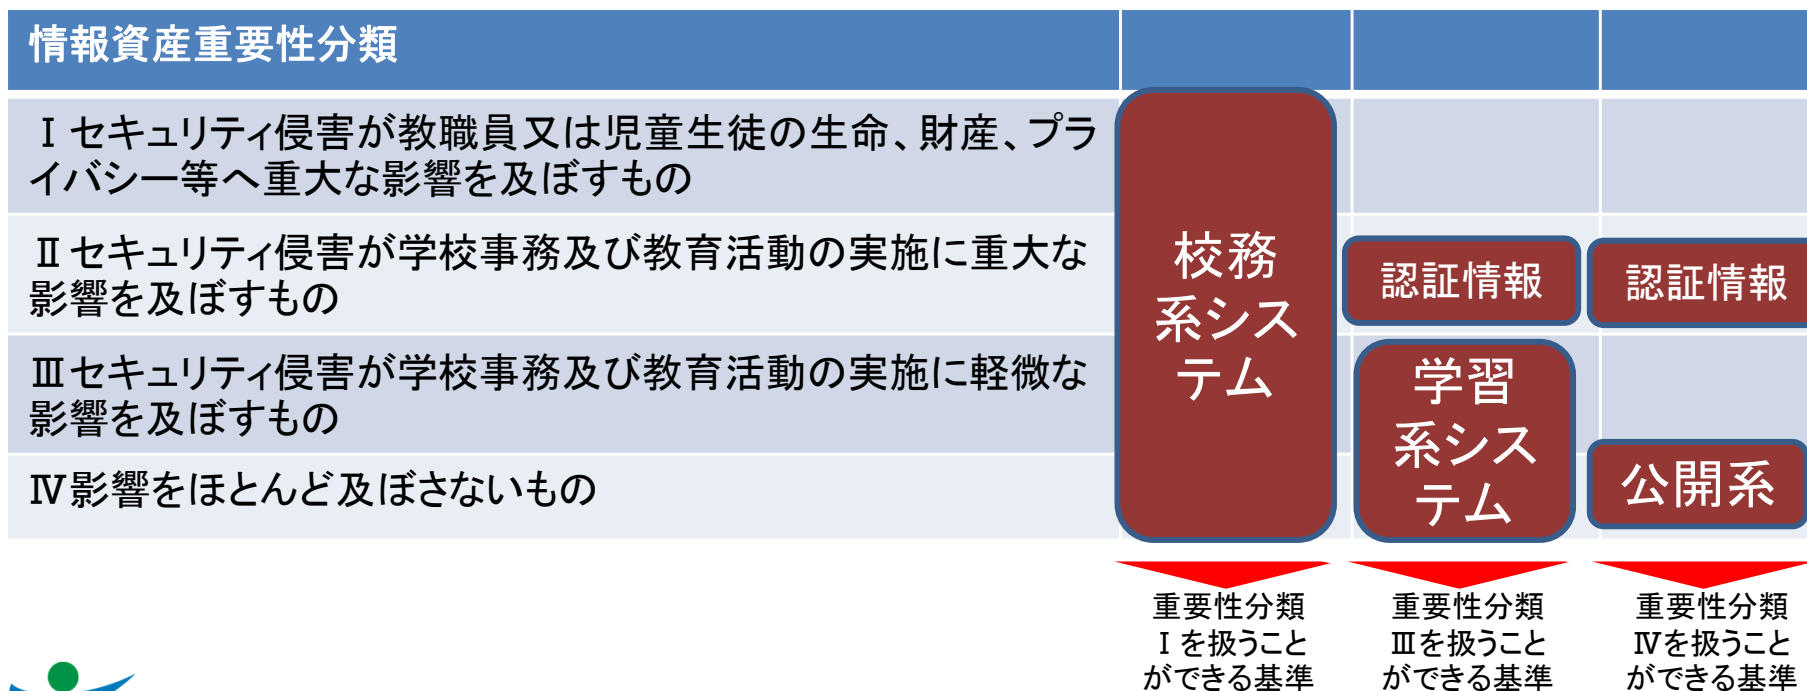 情報資産重要性分類
Ⅰセキュリティ侵害が教職員又は児童生徒の生命、財産、プラ
イバシー等へ重大な影響を及ぼすもの
Ⅱセキュリティ侵害が学校事務及び教育活動の実施に重大な
影響を及ぼすもの
Ⅲセキュリティ侵害が学校事務及び教育活動の実施に軽微な
影響を及ぼすもの
Ⅳ影響をほとんど及ぼさないもの
校務
系シス
テム
認証情報
学習
系シス
テム
認証情報
公開系
重要性分類
Ⅰを扱うこと
ができる基準
重要性分類
Ⅲを扱うこと
ができる基準
重要性分類
Ⅳを扱うこと
ができる基準